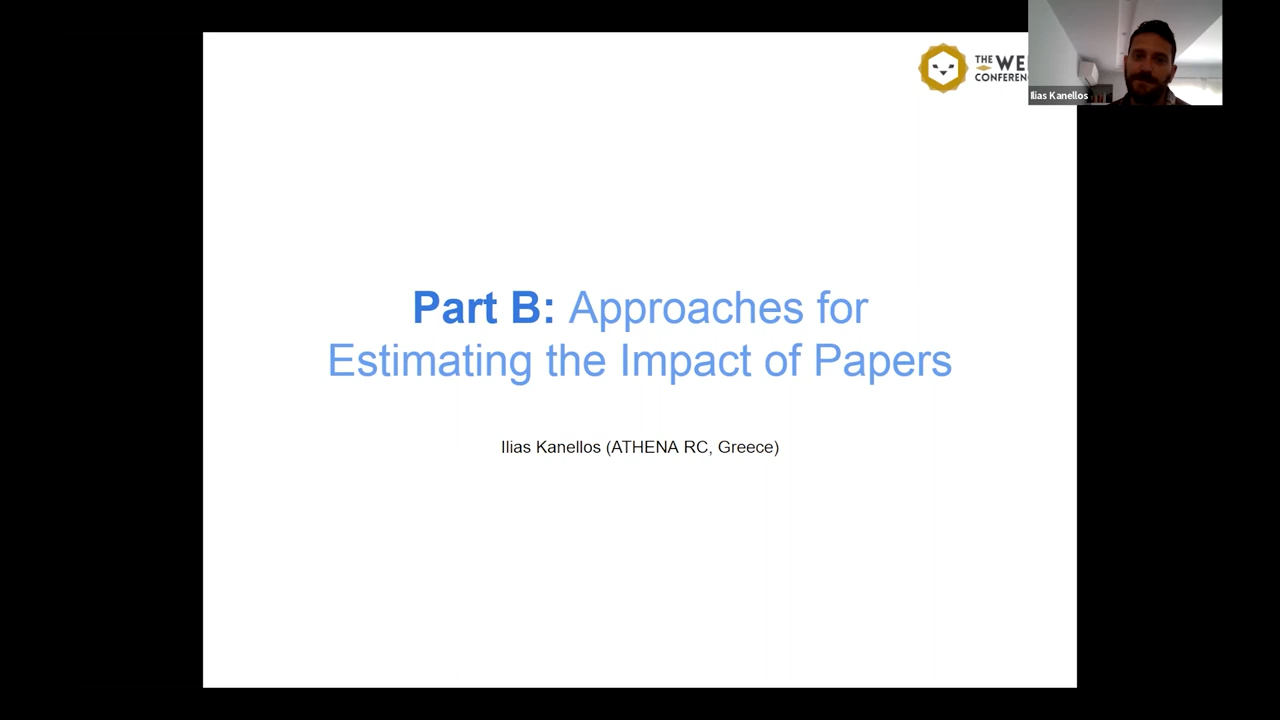 THE WE
CONFEREN
Ilias Kanellos
Part B: Approaches for
Estimating the Impact of Papers
Ilias Kanellos (ATHENA RC, Greece)